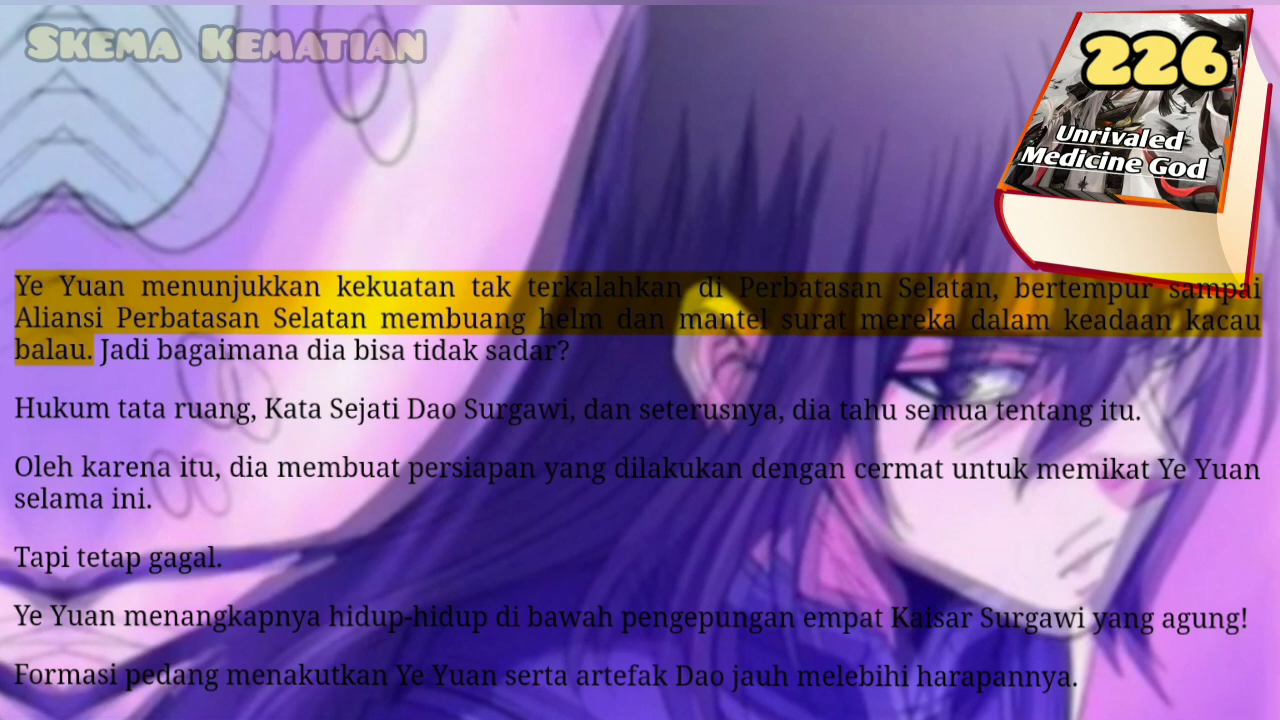 Skema Kematian
226
Unrivaled
Medicine God
Ye Yuan menunjukkan kekuatan tak terkalahkan di Perbatasan Selatan, bertempur sampai
Aliansi Perbatasan Selatan membuang helm dan mantel surat mereka dalam keadaan kacau
balau. Jadi bagaimana dia bisa tidak sadar?
Hukum tata ruang, Kata Sejati Dao Surgawi, dan seterusnya, dia tahu semua tentang itu.
Oleh karena itu, dia membuat persiapan yang dilakukan dengan cermat untuk memikat Ye Yuan
selama ini.
Tapi tetap gagal.
Ye Yuan menangkapnya hidup-hidup di bawah pengepungan empat Kaisar Surgawi yang agung!
Formasi pedang menakutkan Ye Yuan serta artefak Dao jauh melebihi harapannya.